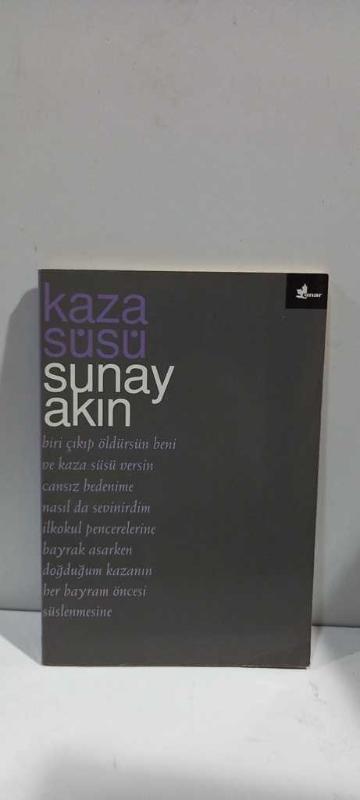 çınar
kaza
süsü
sunay
akın
biri çıkıp öldürsün beni
ve kaza süsü versin
cansız bedenime
nasıl da sevinirdim
ilkokul pencerelerine
bayrak asarken
doğduğum kazanın
her bayram öncesi
süslenmesine